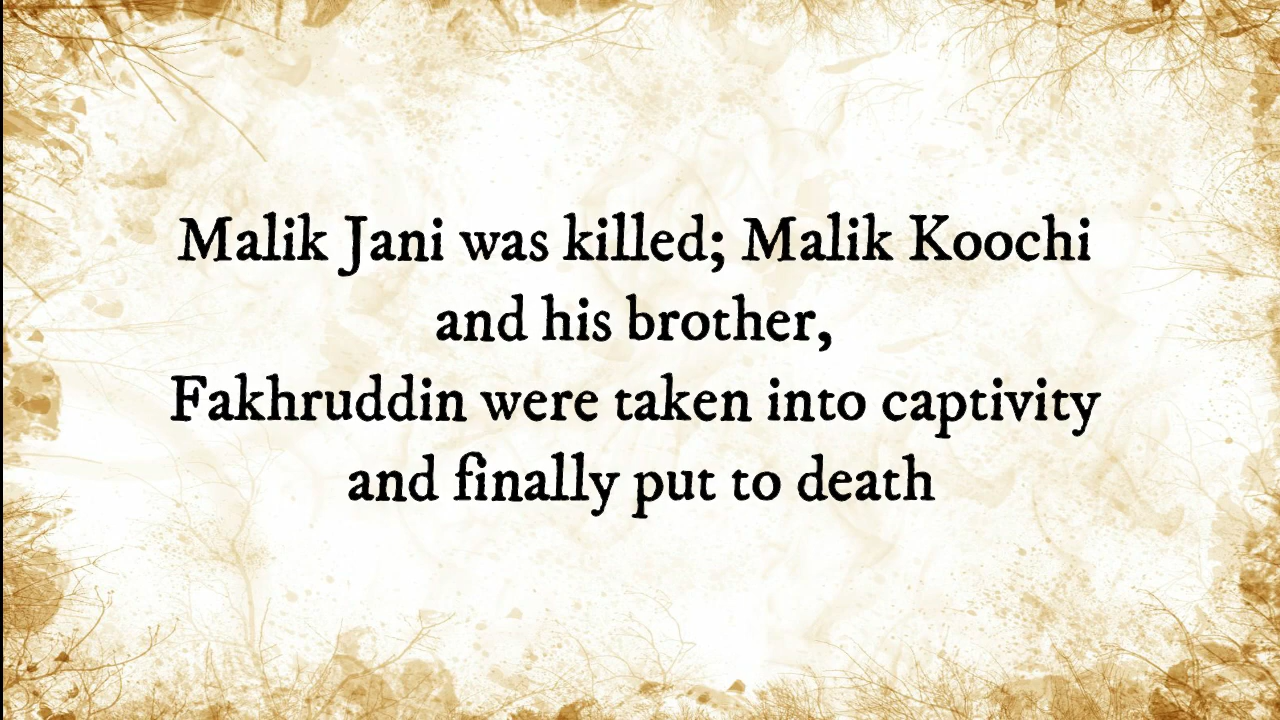 Malik Jani was killed; Malik Koochi
and his brother,
Fakhruddin were taken into captivity
and finally put to death